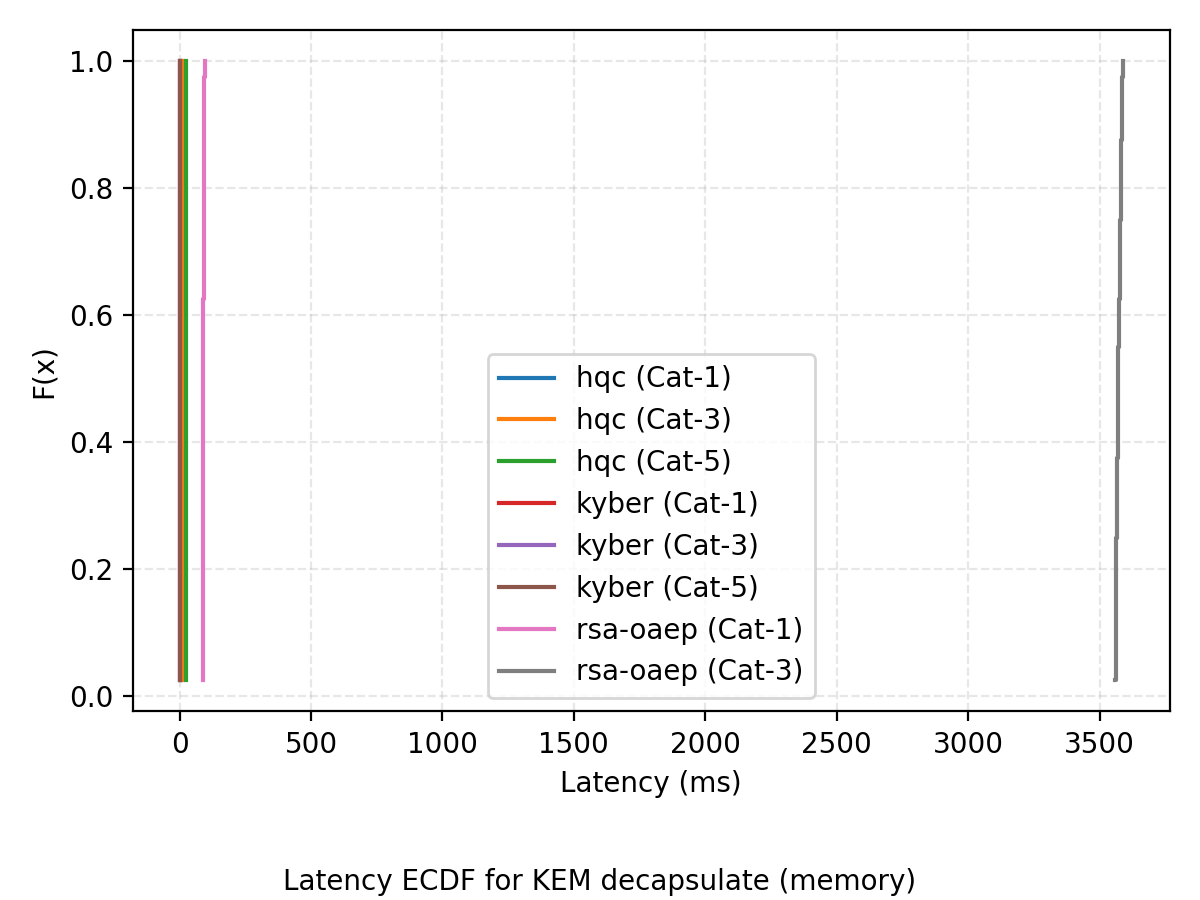 1.0
0.8
0.6
0.4
0.2
0.0
F(x)
hqc (Cat-1)
hqc (Cat-3)
hqc (Cat-5)
kyber (Cat-1)
kyber (Cat-3)
kyber (Cat-5)
rsa-oaep (Cat-1)
rsa-oaep (Cat-3)
0 500 1000 1500 2000 2500 3000 3500
Latency (ms)
Latency ECDF for KEM decapsulate (memory)